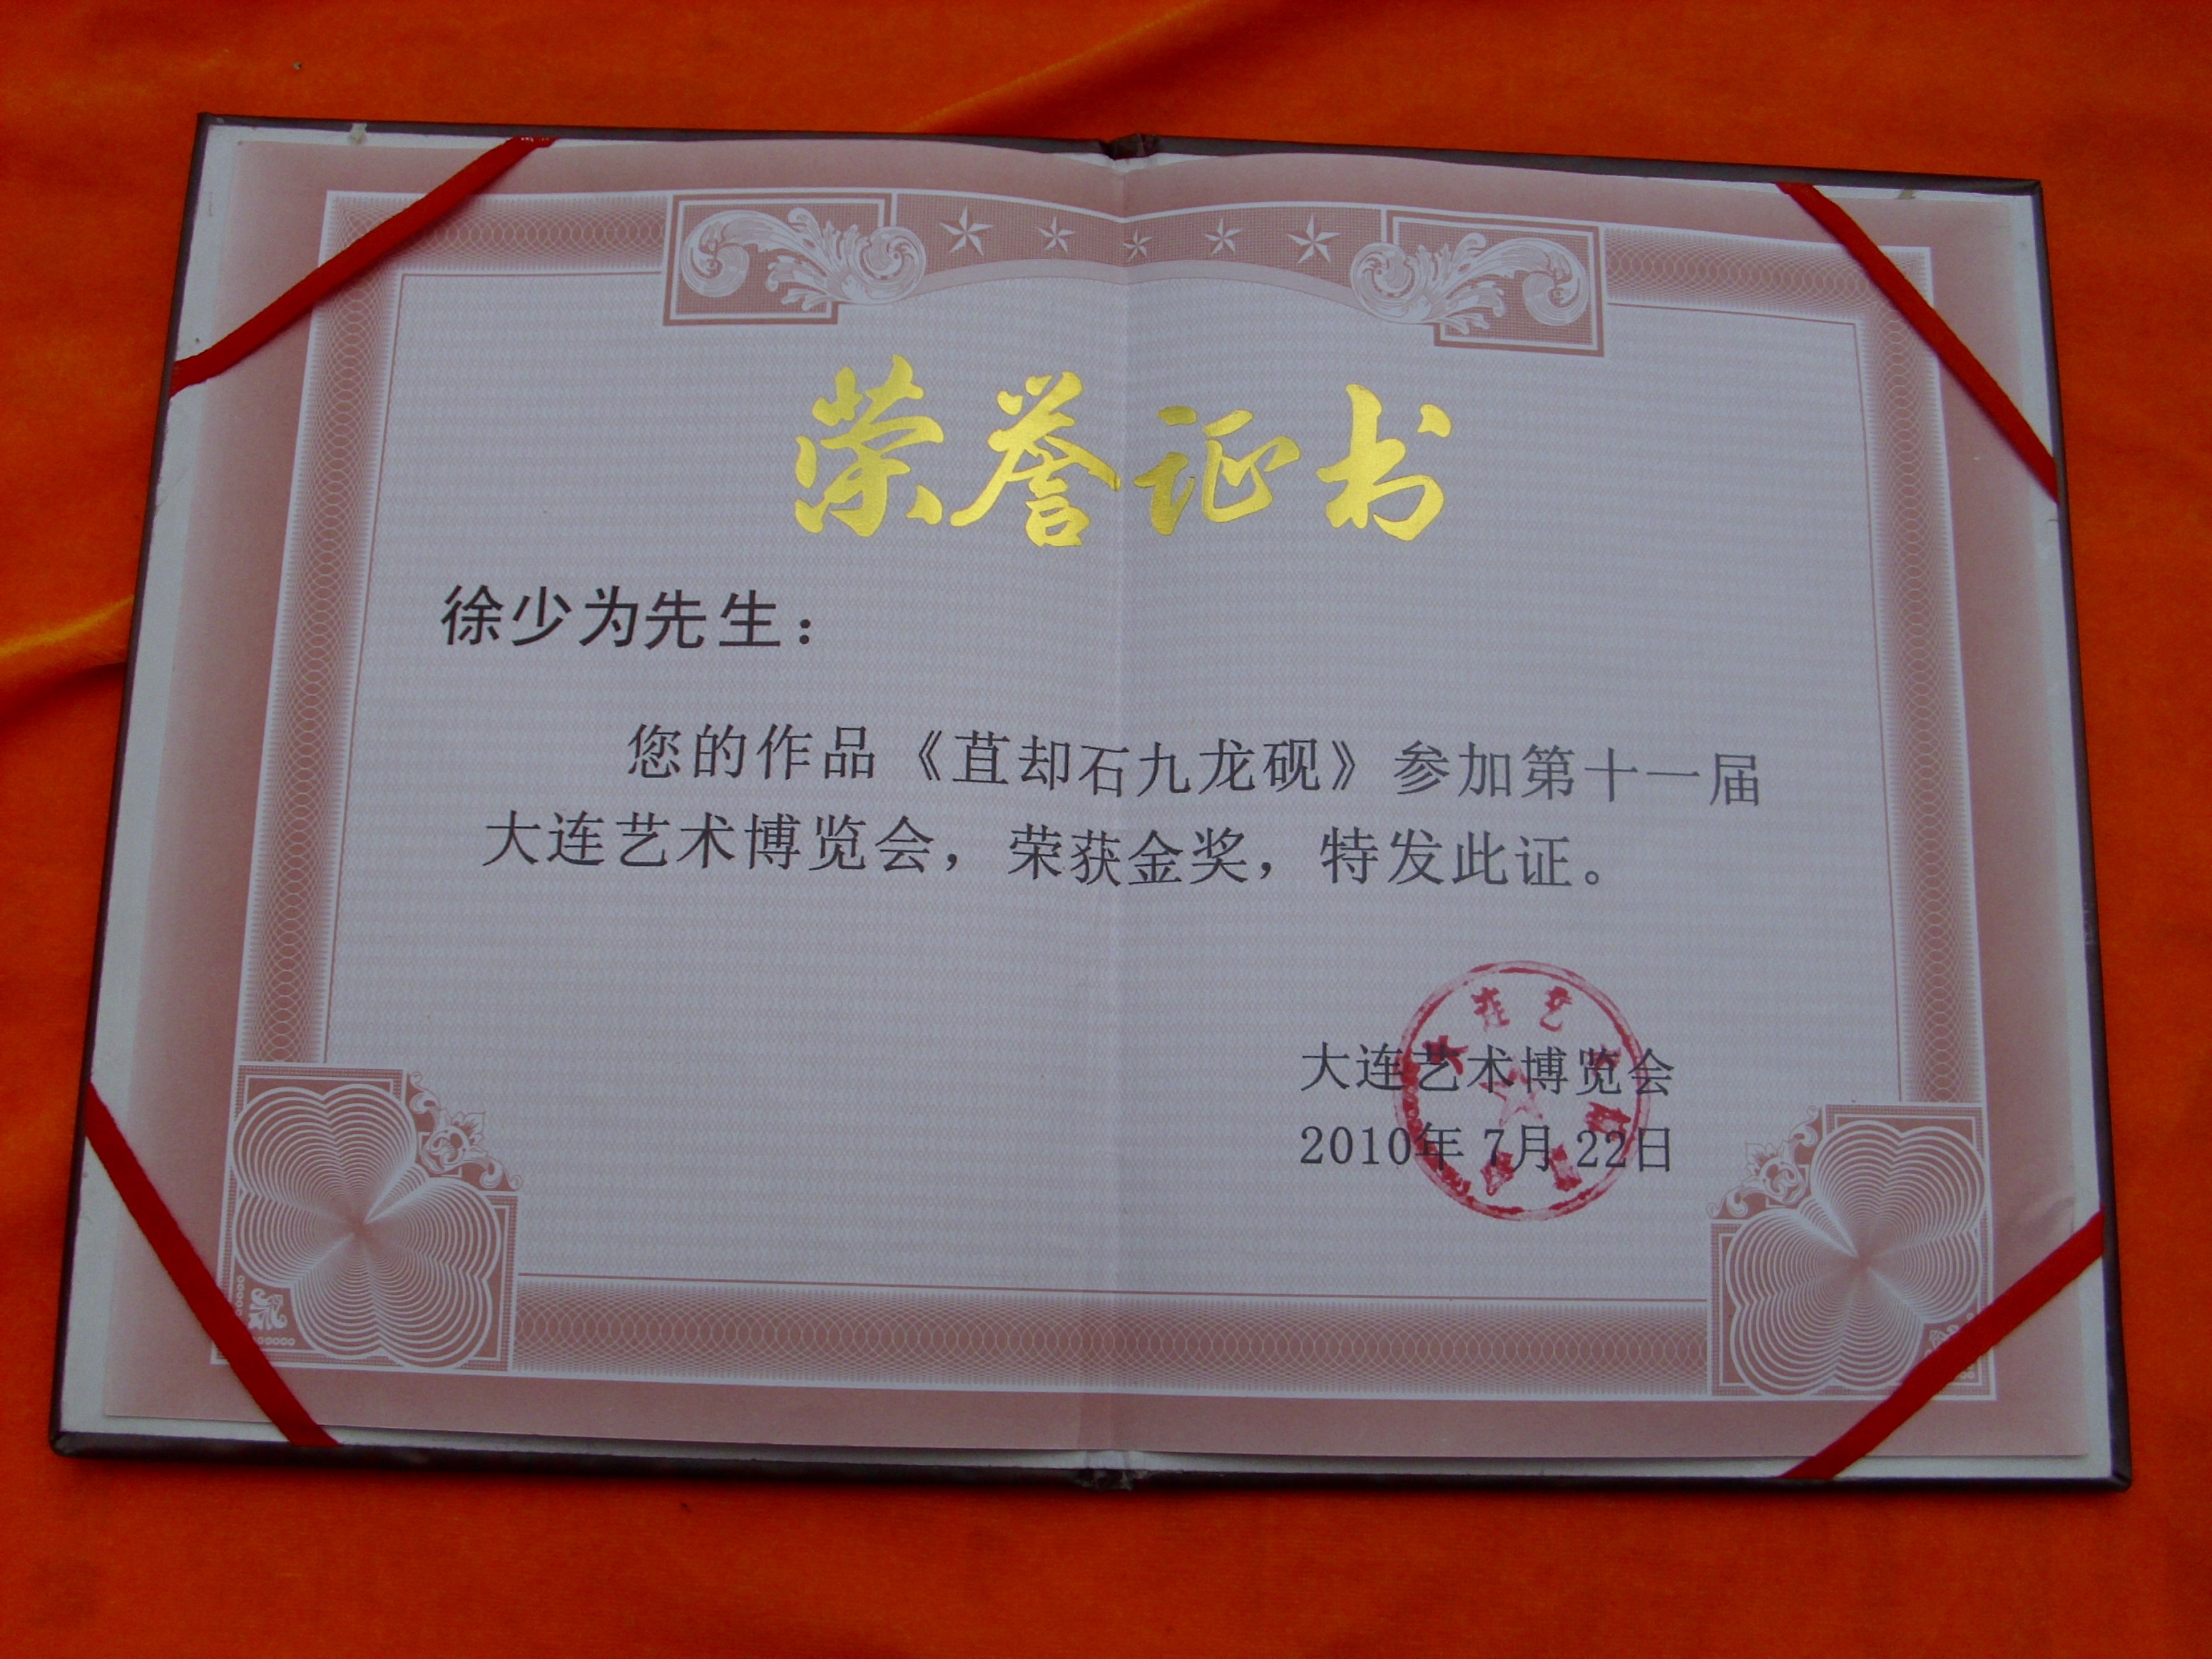 荣誉证书
徐少为先生：
您的作品《苴却石九龙砚》参加第十一届
大连艺术博览会，荣获金奖，特发此证。
大连艺术博览会
2010年7月22日